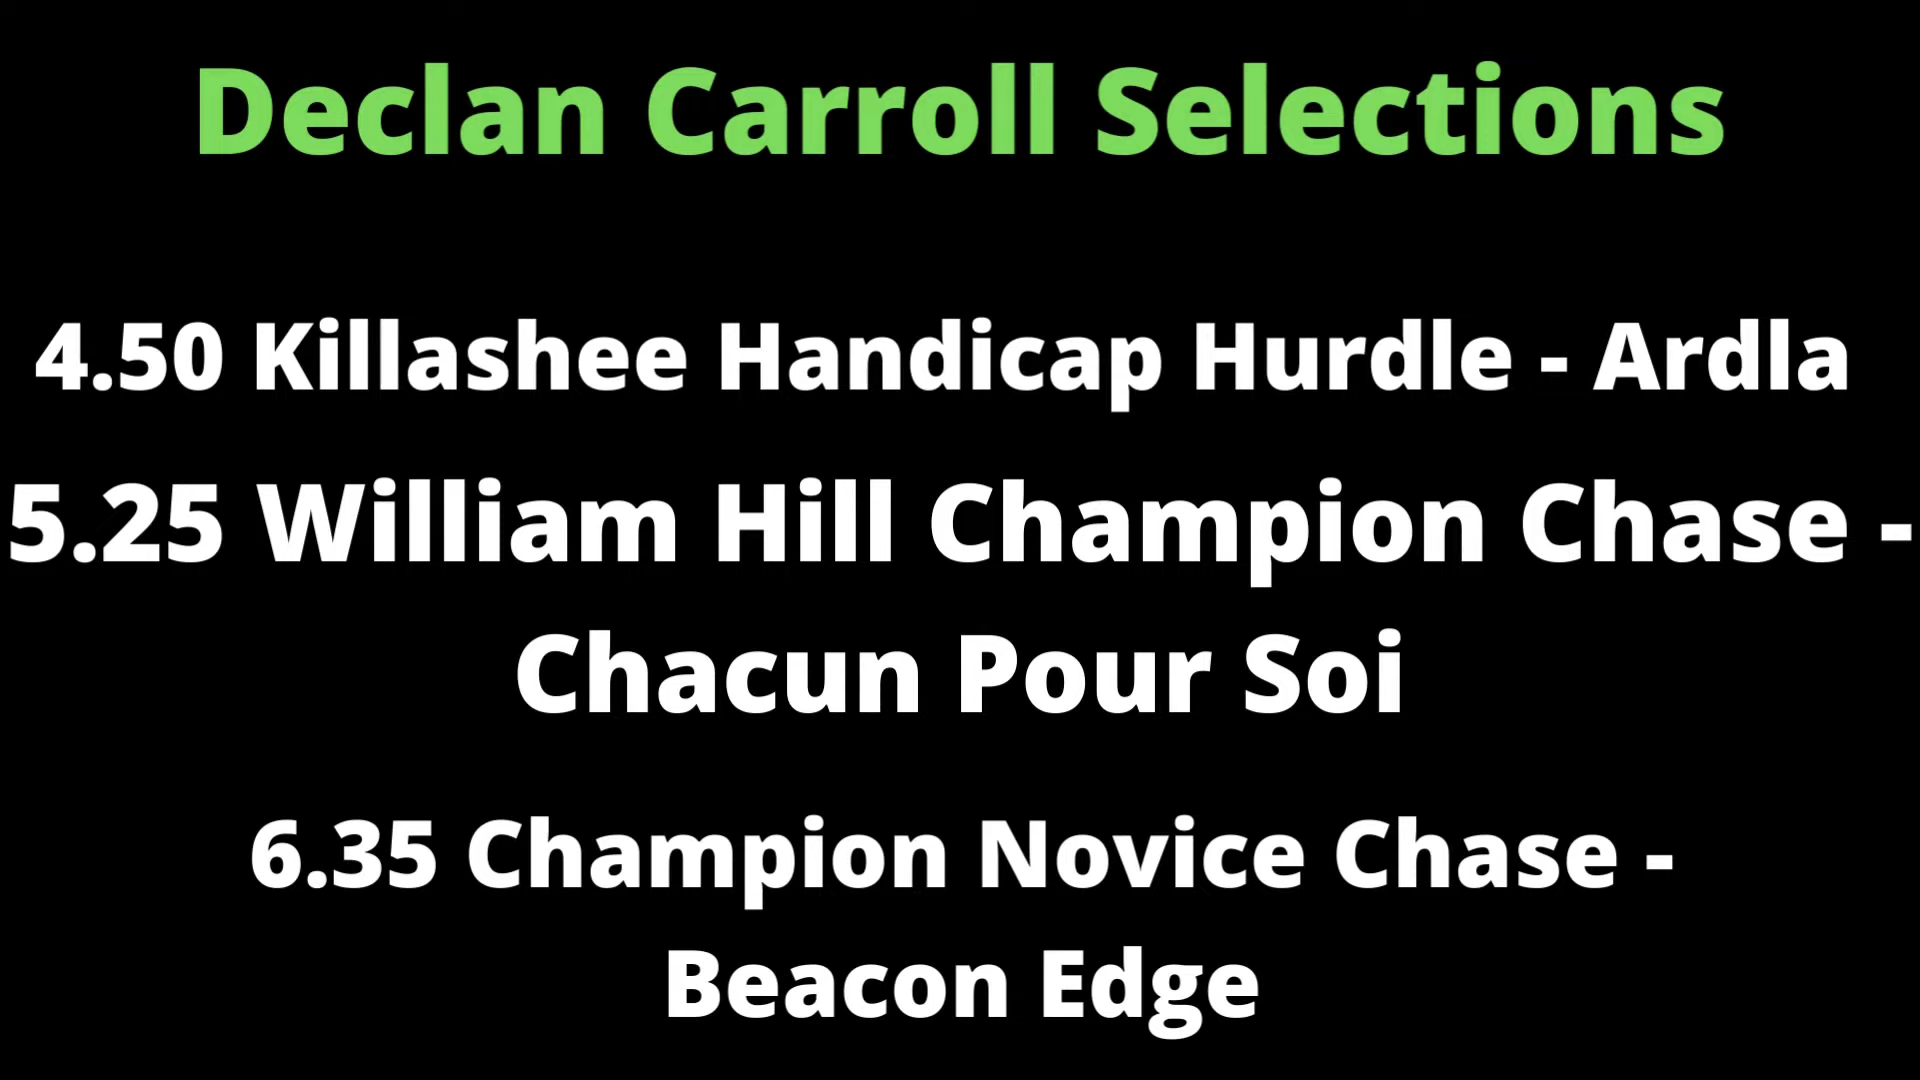 Declan Carroll Selections
4.50 Killashee Handicap Hurdle - Ardla
5.25 William Hill Champion Chase -
Chacun Pour Soi
6.35 Champion Novice Chase -
Beacon Edge